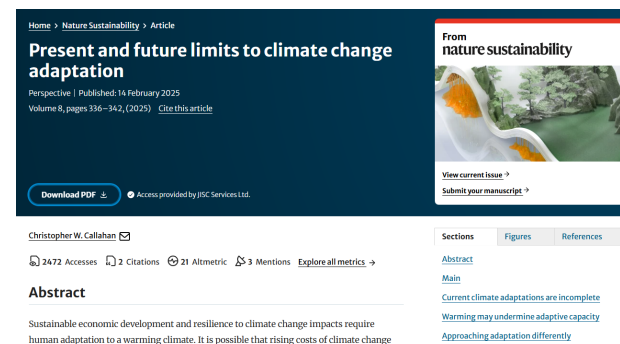 Home > Nature Sustainability > Article
Present and future limits to climate change
adaptation
Perspective | Published: 14 February 2025
Volume 8, pages 336–342, (2025) Cite this article
Download PDF
Access provided by JISC Services Ltd.
From
nature sustainability
View current issue →
Submit your manuscript →
Christopher W. Callahan
2472 Accesses 2 Citations 21 Altmetric 3 Mentions Explore all metrics →
Abstract
Sustainable economic development and resilience to climate change impacts require
human adaptation to a warming climate. It is possible that rising costs of climate change
Sections Figures References
Abstract
Main
Current climate adaptations are incomplete
Warming may undermine adaptive capacity
Approaching adaptation differently